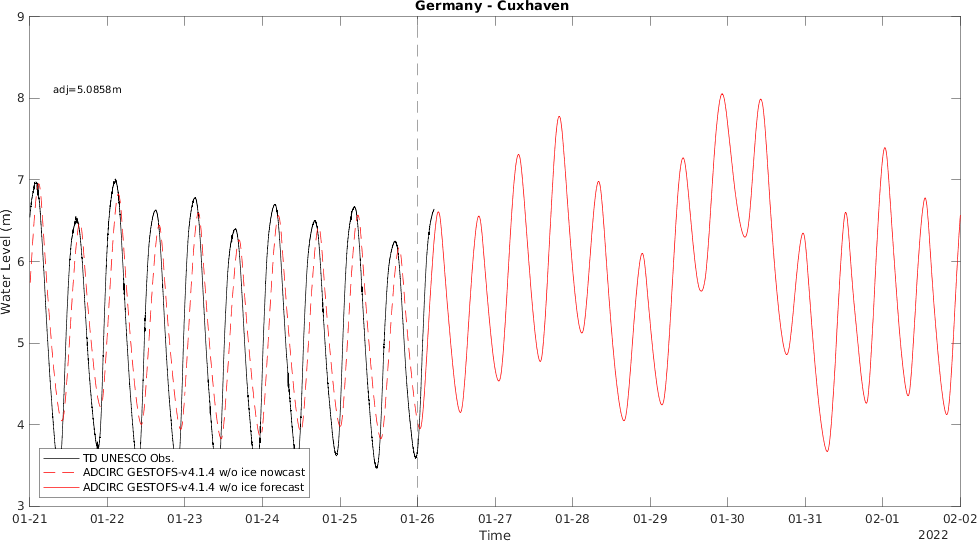 Germany - Cuxhaven
9
8
7
6
5
4
3
Water Level (m)
adj=5.0858m
TD UNESCO Obs.
ADCIRC GESTOFS-v4.1.4 w/o ice nowcast
ADCIRC GESTOFS-v4.1.4 w/o ice forecast
01-21 01-22 01-23 01-24 01-25 01-26 01-27 01-28 01-29 01-30 01-31 02-01 02-02
Time
2022